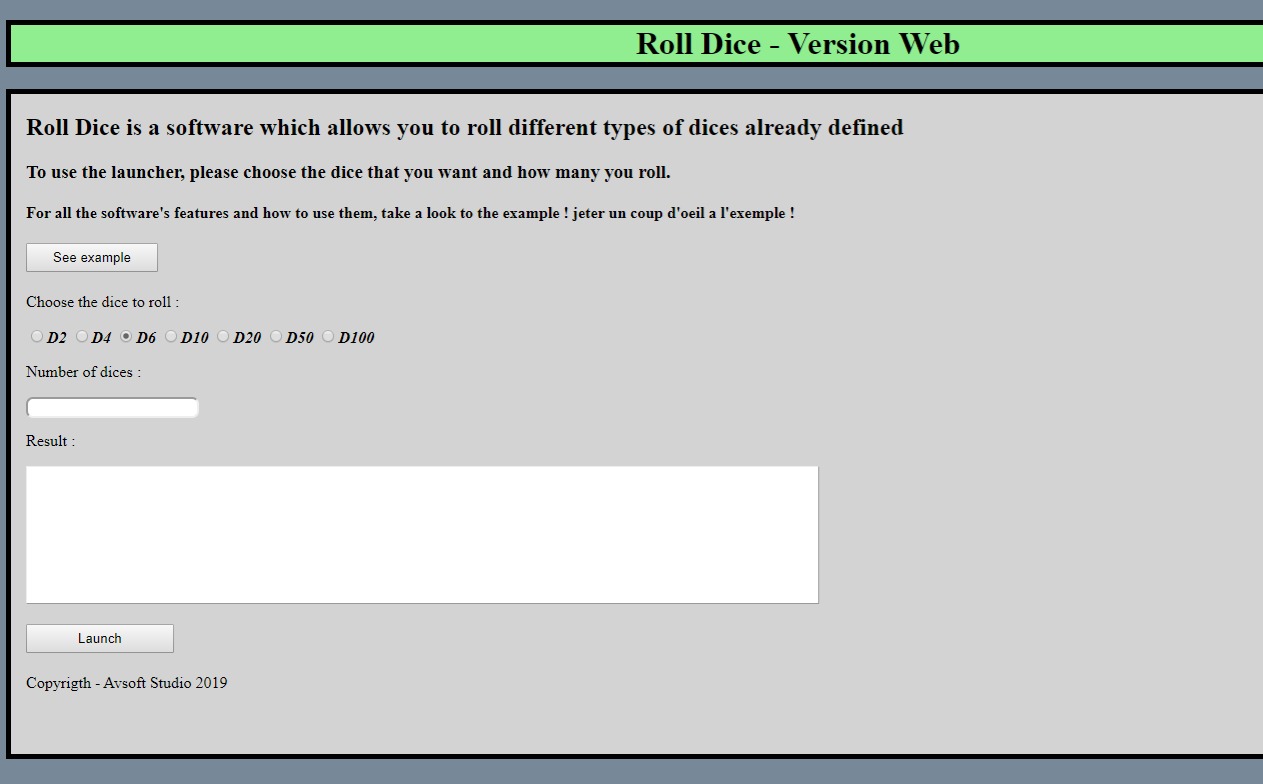 Roll Dice - Version Web
Roll Dice is a software which allows you to roll different types of dices already defined
To use the launcher, please choose the dice that you want and how many you roll.
For all the software's features and how to use them, take a look to the example ! jeter un coup d'oeil a l'exemple !
See example
Choose the dice to roll :
D2 D4 D6 D10 D20 D50 D100
Number of dices :
Result :
Launch
Copyrigth - Avsoft Studio 2019